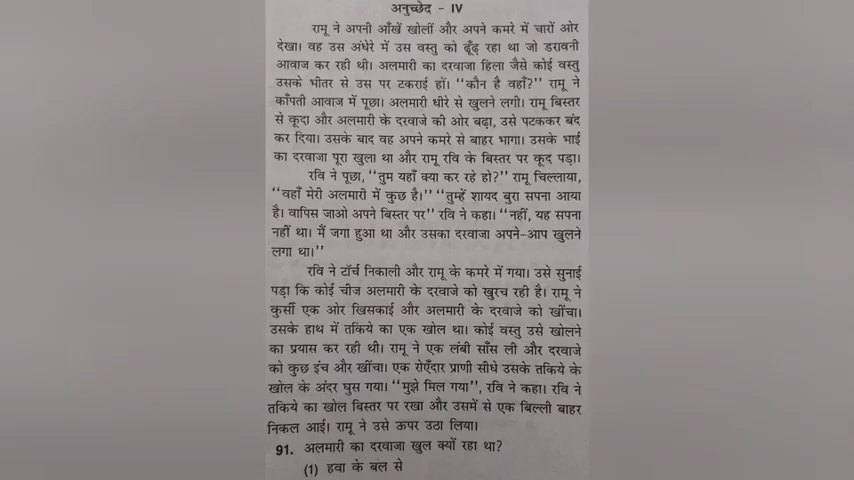 अनुच्छेद - IV
रामू ने अपनी आँखें खोलीं और अपने कमरे में चारों ओर
देखा। वह उस अंधेरे में उस वस्तु को ढूँढ़ रहा था जो डरावनी
आवाज कर रही थी। अलमारी का दरवाजा हिला जैसे कोई वस्तु
उसके भीतर से उस पर टकराई हों। “कौन है वहाँ?” रामू ने
काँपती आवाज में पूछा। अलमारी धीरे से खुलने लगी। रामू बिस्तर
से कूदा और अलमारी के दरवाजे की ओर बढ़ा, उसे पटककर बंद
कर दिया। उसके बाद वह अपने कमरे से बाहर भागा। उसके भाई
का दरवाजा पूरा खुला था और रामू रवि के बिस्तर पर कूद पड़ा।
रवि ने पूछा, “तुम यहाँ क्या कर रहे हो?” रामू चिल्लाया,
“वहाँ मेरी अलमारी में कुछ है।” “तुम्हें शायद बुरा सपना आया
है। वापिस जाओ अपने बिस्तर पर” रवि ने कहा। “नहीं, यह सपना
नहीं था। मैं जगा हुआ था और उसका दरवाजा अपने-आप खुलने
लगा था।”
रवि ने टॉर्च निकाली और रामू के कमरे में गया। उसे सुनाई
पड़ा कि कोई चीज अलमारी के दरवाजे को खुरच रही है। रामू ने
कुर्सी एक ओर खिसकाई और अलमारी के दरवाजे को खींचा।
उसके हाथ में तकिये का एक खोल था। कोई वस्तु उसे खोलने
का प्रयास कर रही थी। रामू ने एक लंबी साँस ली और दरवाजे
को कुछ इंच और खींचा। एक रोएँदार प्राणी सीधे उसके तकिये के
खोल के अंदर घुस गया। “मुझे मिल गया”, रवि ने कहा। रवि ने
तकिये का खोल बिस्तर पर रखा और उसमें से एक बिल्ली बाहर
निकल आई। रामू ने उसे ऊपर उठा लिया।
91. अलमारी का दरवाजा खुल क्यों रहा था?
(1) हवा के बल से